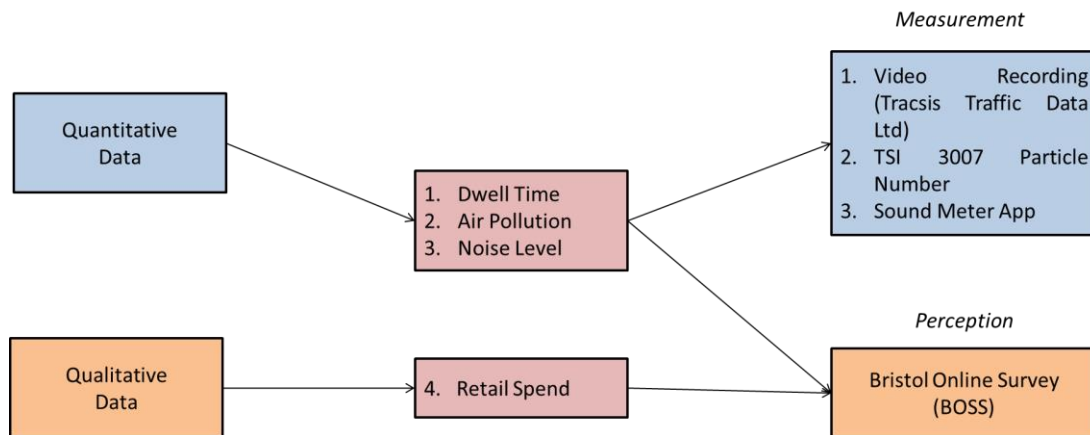 Measurement
Quantitative
Data
1. Video Recording
(Tracsis Traffic Data
Ltd)
2. TSI 3007 Particle
Number
3. Sound Meter App
1. Dwell Time
2. Air Pollution
3. Noise Level
Perception
Qualitative
Data
4. Retail Spend
Bristol Online Survey
(BOSS)